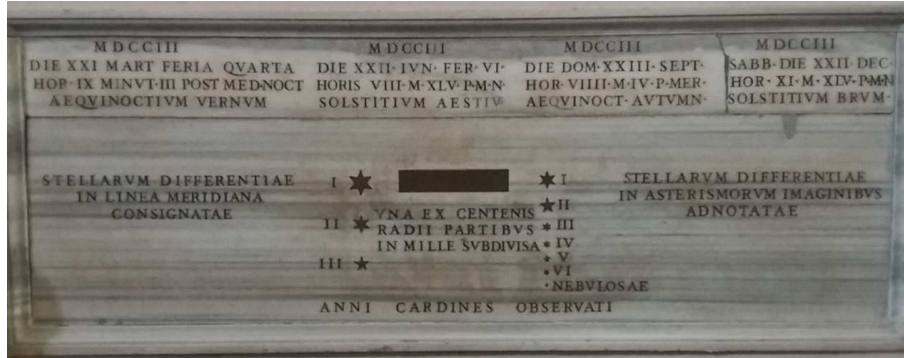 MDCCIII
DIE XXI MART FERIA QVARTA
HOR·IX MINVT·III POST MED·NOCT
AEQVINOCTIVM VERNVM
MDCCIII
DIE XXII·IVN·FER·VI·
HORIS VIII·M·XLV·P·M·N
SOLSTITIVM AESTIV·
MDCCIII
DIE DOM·XXIII·SEPT·
HOR·VIIII·M·IV·P·MER·
AEQVINOCT·AVTVMN·
MDCCIII
SABB·DIE XXII DEC·
HOR·XI·M·XIV·P·MN
SOLSTITIVM BRVM·
STELLARVM DIFFERENTIAE
IN LINEA MERIDIANA
CONSIGNATAE
I
II
III
VNA EX CENTENIS
RADII PARTIBVS
IN MILLE SVBDIVISA
I
II
III
IV
V
VI
NEBVLOSAE
STELLARVM DIFFERENTIAE
IN ASTERISMORVM IMAGINIBVS
ADNOTATAE
ANNI CARDINES OBSERVATI